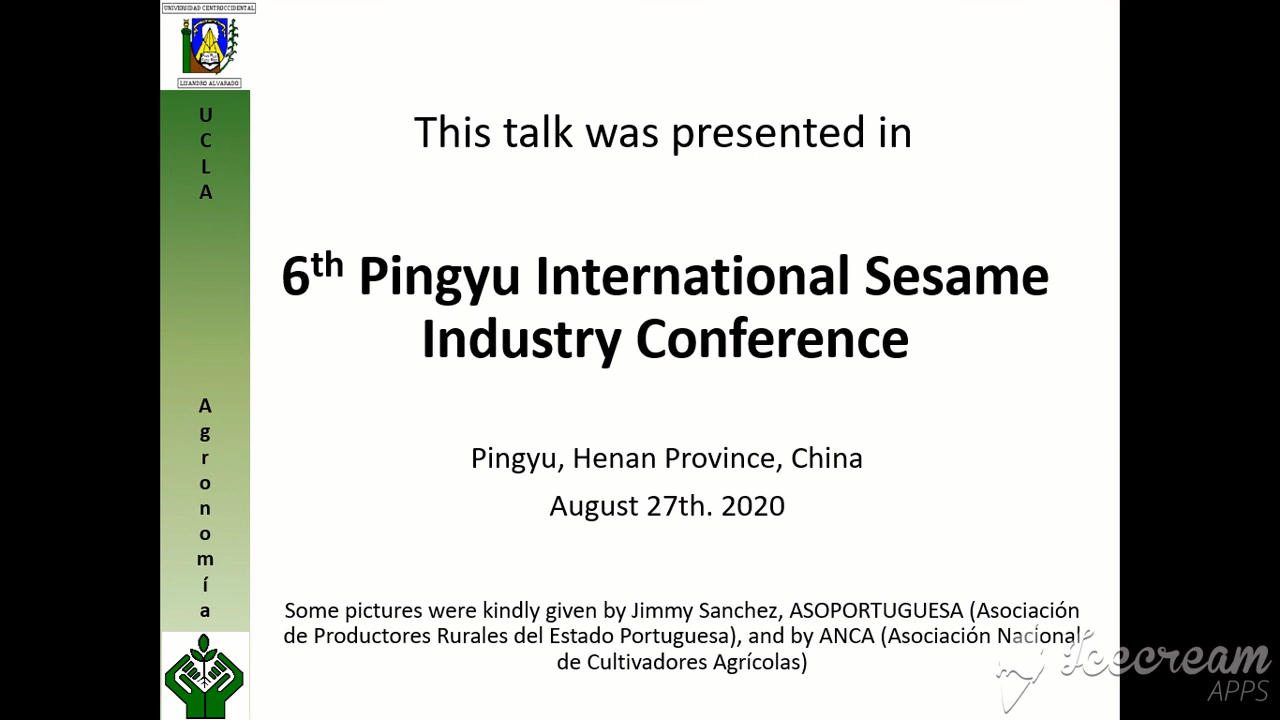 UNIVERSIDAD CENTROCCIDENTAL
LISANDRO ALVARADO
UCLA
Agronomía
This talk was presented in
6th Pingyu International Sesame
Industry Conference
Pingyu, Henan Province, China
August 27th. 2020
Some pictures were kindly given by Jimmy Sanchez, ASOPORTUGUESA (Asociación
de Productores Rurales del Estado Portuguesa), and by ANCA (Asociación Nacional
de Cultivadores Agrícolas)
Icecream
APPS